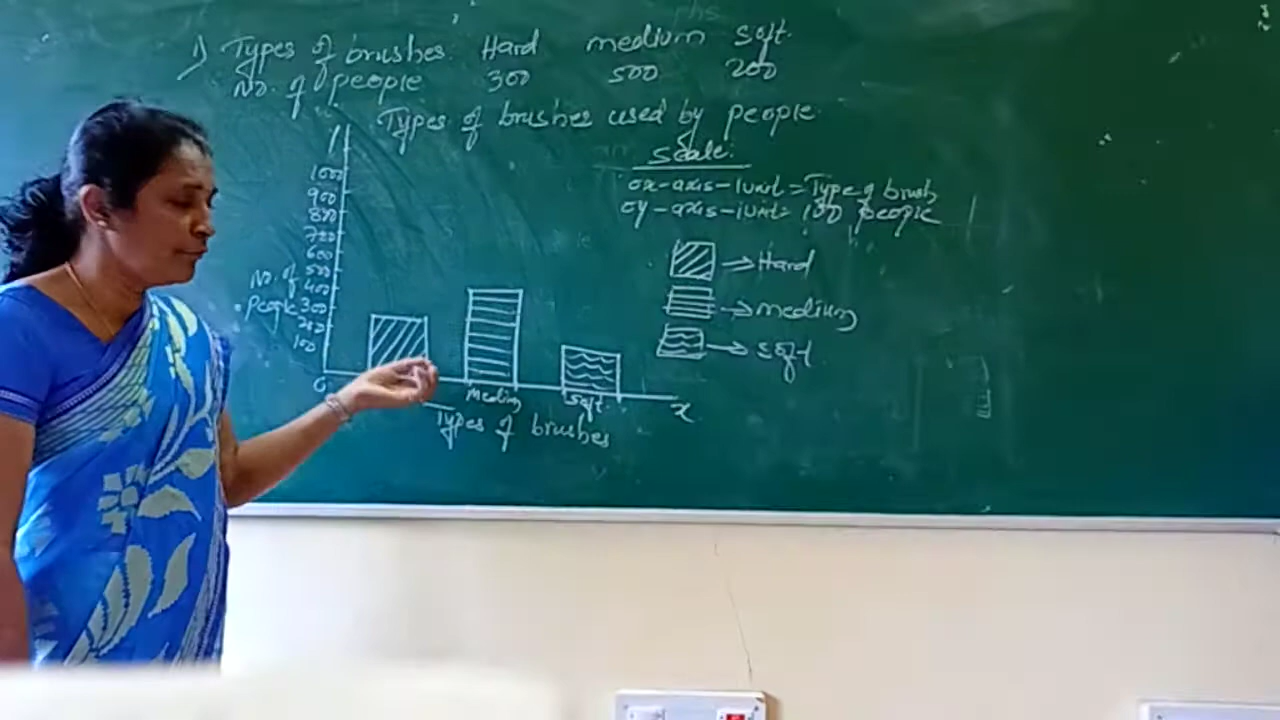 1) Types of brushes. Hard medium soft.
No. of people 300 500 200
Types of brushes used by people.
Scale:
ox-axis-1unit = Type of brush
oy-axis-1unit = 100 people
1000
900
800
700
600
500
400
300
200
100
No. of
People
Hard
medium
soft
0
Medium
Soft.
x
Types of brushes